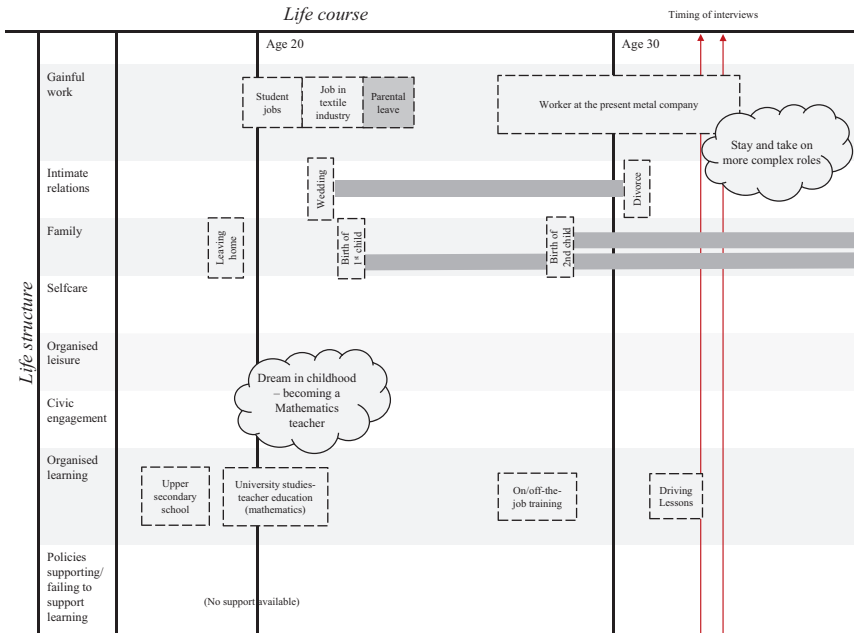 Life course
Timing of interviews
Age 20
Age 30
Life structure
Gainful
work
Student
jobs
Job in
textile
industry
Parental
leave
Worker at the present metal company
Stay and take on
more complex roles
Intimate
relations
Wedding
Divorce
Family
Leaving
home
Birth of
1st child
Birth of
2nd child
Selfcare
Organised
leisure
Dream in childhood
– becoming a
Mathematics
teacher
Civic
engagement
Organised
learning
Upper
secondary
school
University studies-
teacher education
(mathematics)
On/off-the-
job training
Driving
Lessons
Policies
supporting/
failing to
support
learning
(No support available)